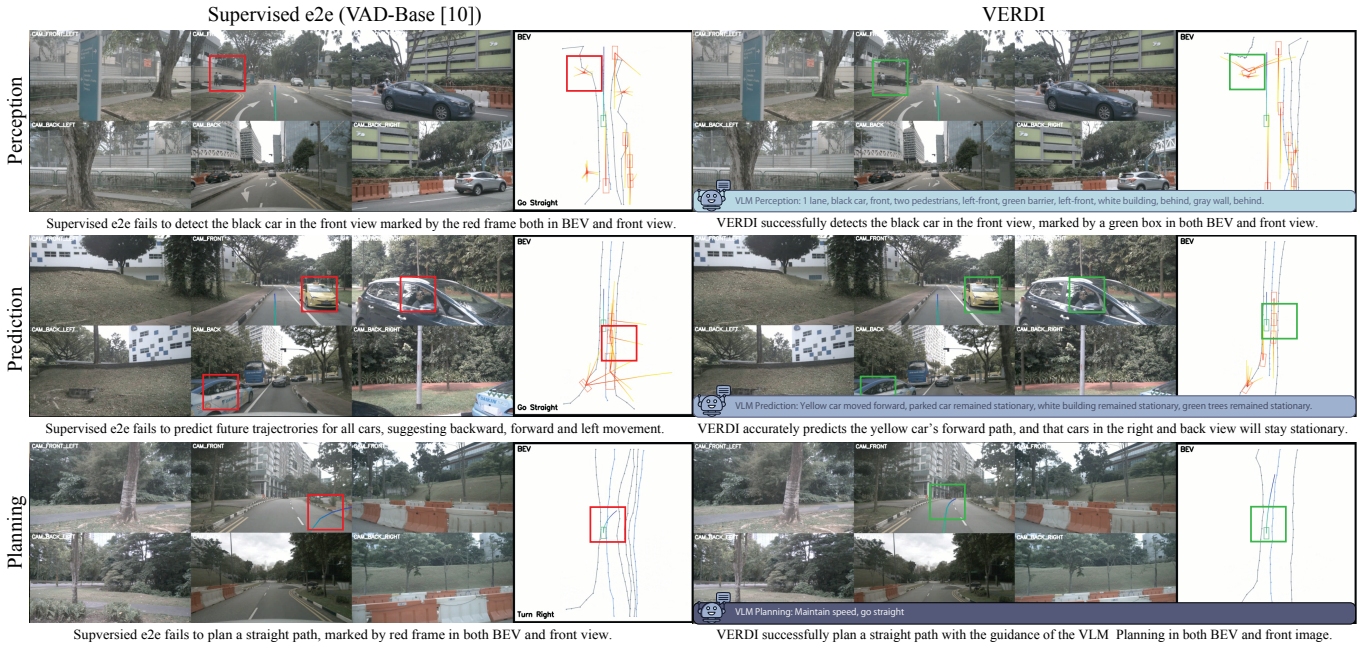 Supervised e2e (VAD-Base [10])
VERDI
Perception
CAM_FRONT_LEFT
CAM_FRONT
BEV
CAM_BACK_LEFT
CAM_BACK
CAM_BACK_RIGHT
Go Straight
BEV
VLM Perception: 1 lane, black car, front, two pedestrians, left-front, green barrier, left-front, white building, behind, gray wall, behind.
Supervised e2e fails to detect the black car in the front view marked by the red frame both in BEV and front view.
VERDI successfully detects the black car in the front view, marked by a green box in both BEV and front view.
Prediction
CAM_FRONT
BEV
CAM_BACK_LEFT
CAM_BACK
CAM_BACK_RIGHT
Go Straight
BEV
VLM Prediction: Yellow car moved forward, parked car remained stationary, white building remained stationary, green trees remained stationary.
Supervised e2e fails to predict future trajectrories for all cars, suggesting backward, forward and left movement.
VERDI accurately predicts the yellow car's forward path, and that cars in the right and back view will stay stationary.
Planning
CAM_FRONT_LEFT
CAM_FRONT
BEV
CAM_BACK_LEFT
CAM_BACK
CAM_BACK_RIGHT
Turn Right
BEV
VLM Planning: Maintain speed, go straight
Supversied e2e fails to plan a straight path, marked by red frame in both BEV and front view.
VERDI successfully plan a straight path with the guidance of the VLM Planning in both BEV and front image.